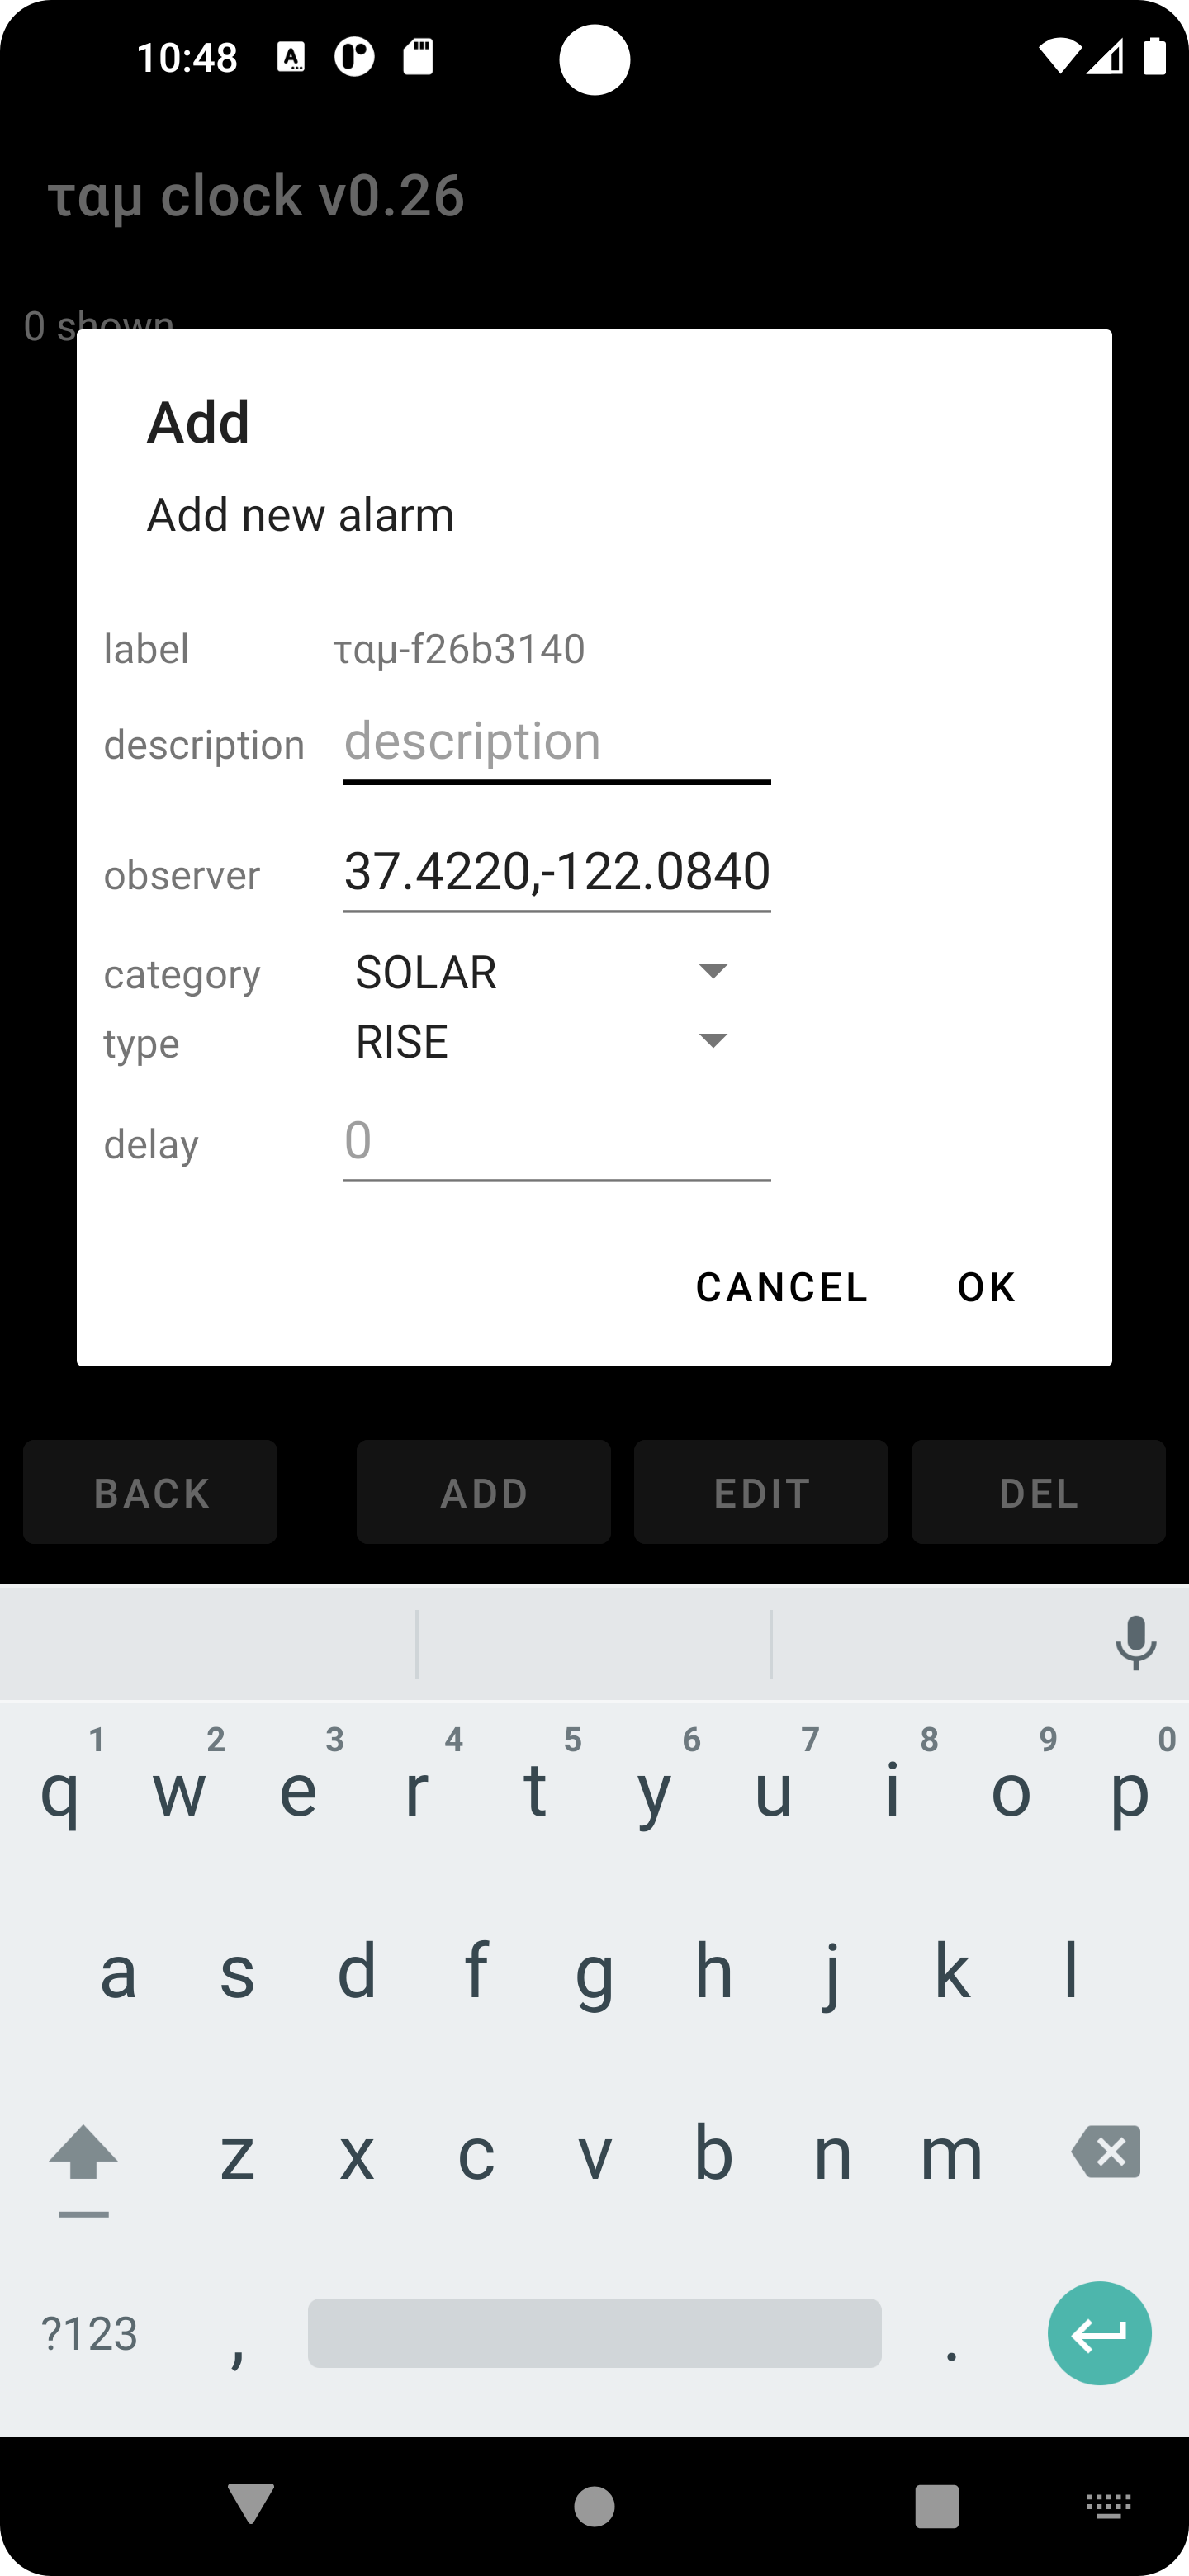 10:48
ταμ clock v0.26
0 shown
Add
Add new alarm
label ταμ-f26b3140
description description
observer 37.4220,-122.0840
category SOLAR
type RISE
delay 0
CANCEL OK
BACK ADD EDIT DEL
1 2 3 4 5 6 7 8 9 0
q w e r t y u i o p
a s d f g h j k l
z x c v b n m
?123 , .